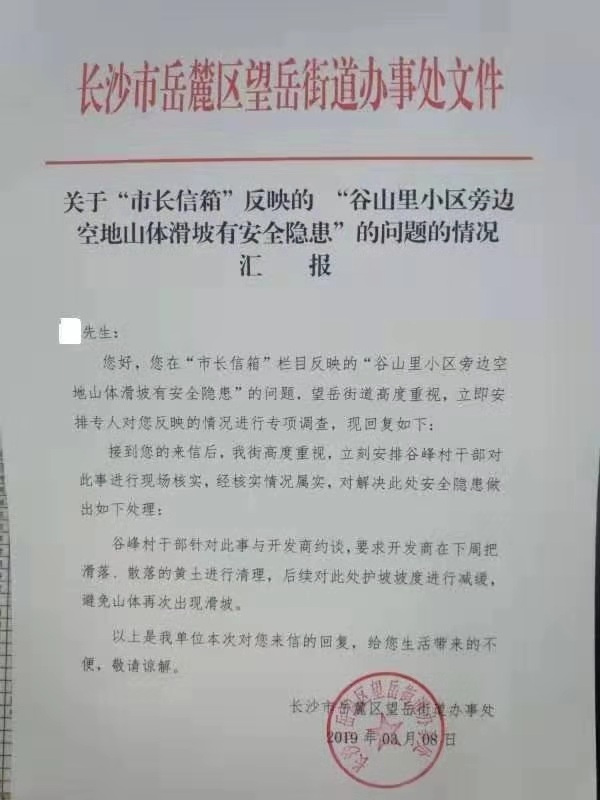 长沙市岳麓区望岳街道办事处文件
关于“市长信箱”反映的 “谷山里小区旁边
空地山体滑坡有安全隐患”的问题的情况
汇 报
先生：
您好，您在“市长信箱”栏目反映的“谷山里小区旁边空
地山体滑坡有安全隐患”的问题，望岳街道高度重视，立即安
排专人对您反映的情况进行专项调查，现回复如下：
接到您的来信后，我街高度重视，立刻安排谷峰村干部对
此事进行现场核实，经核实情况属实，对解决此处安全隐患做
出如下处理：
谷峰村干部针对此事与开发商约谈，要求开发商在下周把
滑落、散落的黄土进行清理，后续对此处护坡坡度进行减缓，
避免山体再次出现滑坡。
以上是我单位本次对您来信的回复，给您生活带来的不
便，敬请谅解。
长沙市岳麓区望岳街道办事处
2019 年 03 月 08 日
长沙市岳麓区望岳街道办事处